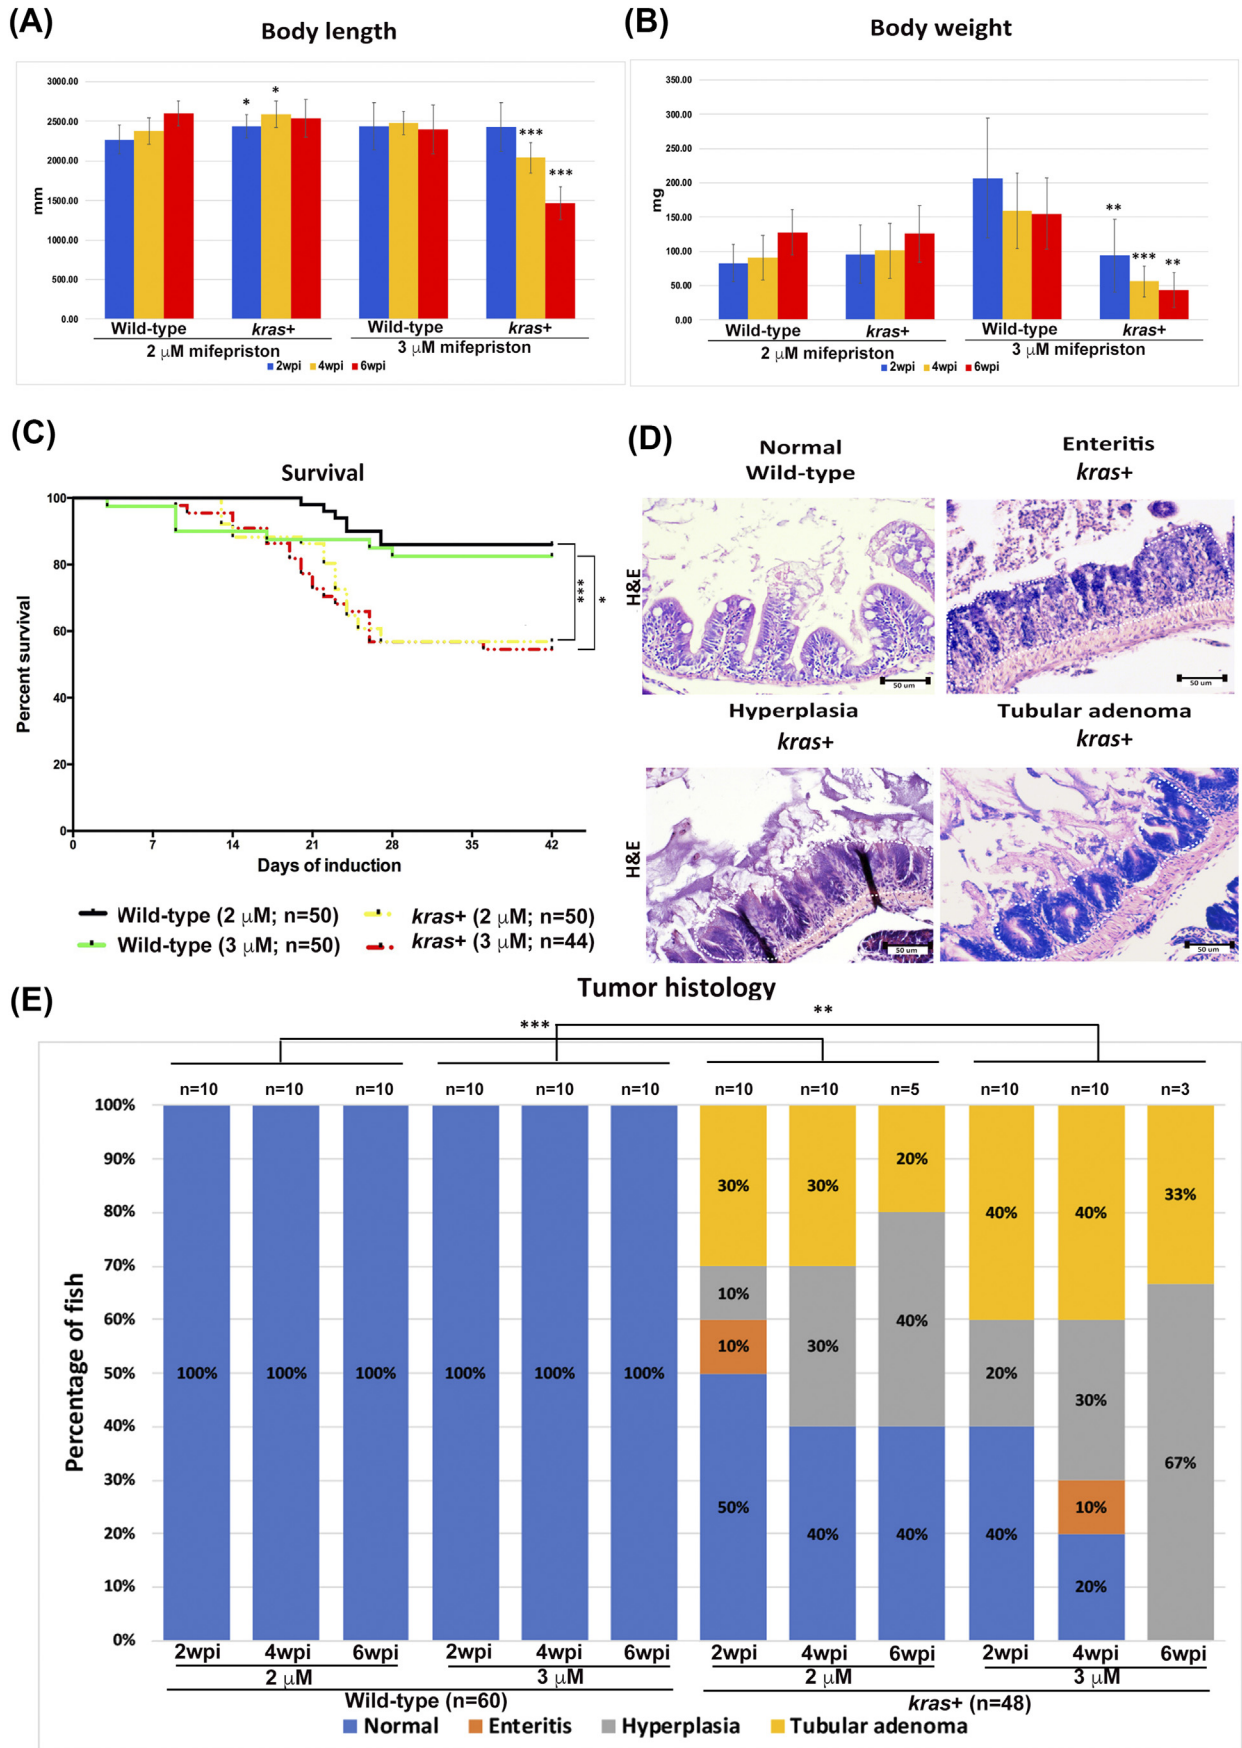 (A)
Body length
3000.00
2500.00
2000.00
1500.00
1000.00
500.00
0.00
mm
* * *** ***
Wild-type kras+ Wild-type kras+
2 μM mifepriston 3 μM mifepriston
2wpi 4wpi 6wpi
(B)
Body weight
350.00
300.00
250.00
200.00
150.00
100.00
50.00
0.00
mg
** *** **
Wild-type kras+ Wild-type kras+
2 μM mifepriston 3 μM mifepriston
2wpi 4wpi 6wpi
(C)
Survival
100
80
60
40
20
0
Percent survival
*** *
0 7 14 21 28 35 42
Days of induction
Wild-type (2 μM; n=50) kras+ (2 μM; n=50)
Wild-type (3 μM; n=50) kras+ (3 μM; n=44)
(D)
Normal
Wild-type
Enteritis
kras+
H&E
50 um
50 um
Hyperplasia
kras+
Tubular adenoma
kras+
H&E
50 um
50 um
(E)
Tumor histology
*** **
n=10 n=10 n=10 n=10 n=10 n=10 n=10 n=10 n=5 n=10 n=10 n=3
100%
90%
80%
70%
60%
50%
40%
30%
20%
10%
0%
Percentage of fish
100% 100% 100% 100% 100% 100%
30% 10% 10% 50%
30% 30% 40%
20% 40% 40%
40% 20% 40%
40% 30% 10% 20%
33% 67%
2wpi 4wpi 6wpi 2wpi 4wpi 6wpi 2wpi 4wpi 6wpi 2wpi 4wpi 6wpi
2 μM 3 μM 2 μM 3 μM
Wild-type (n=60) kras+ (n=48)
Normal Enteritis Hyperplasia Tubular adenoma